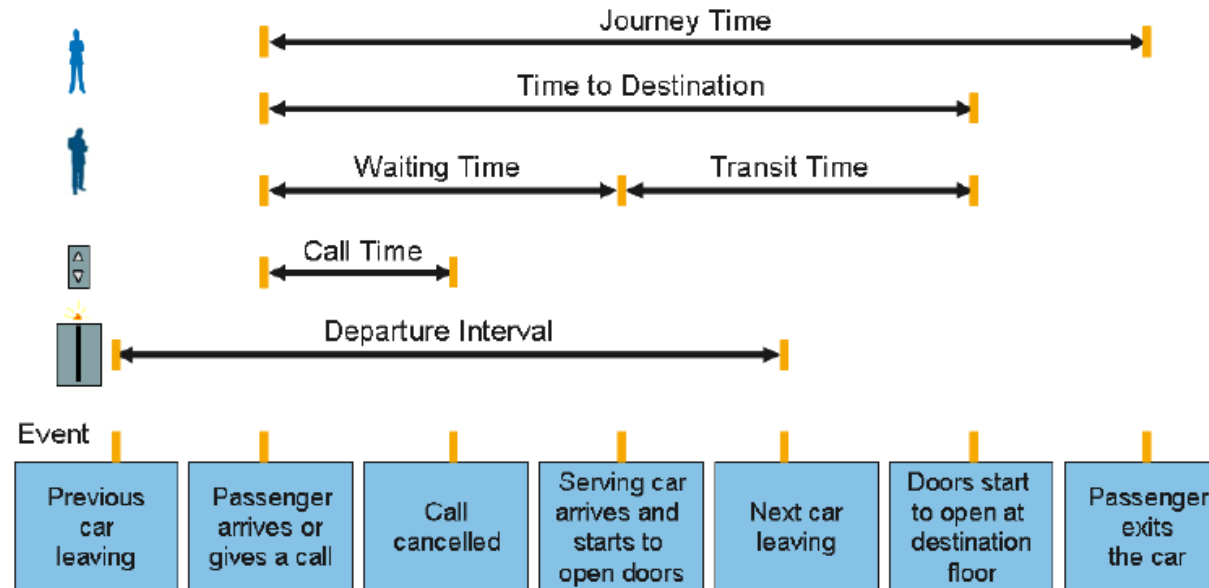 Journey Time
Time to Destination
Waiting Time
Transit Time
Call Time
Departure Interval
Event
Previous
car
leaving
Passenger
arrives or
gives a call
Call
cancelled
Serving car
arrives and
starts to
open doors
Next car
leaving
Doors start
to open at
destination
floor
Passenger
exits
the car